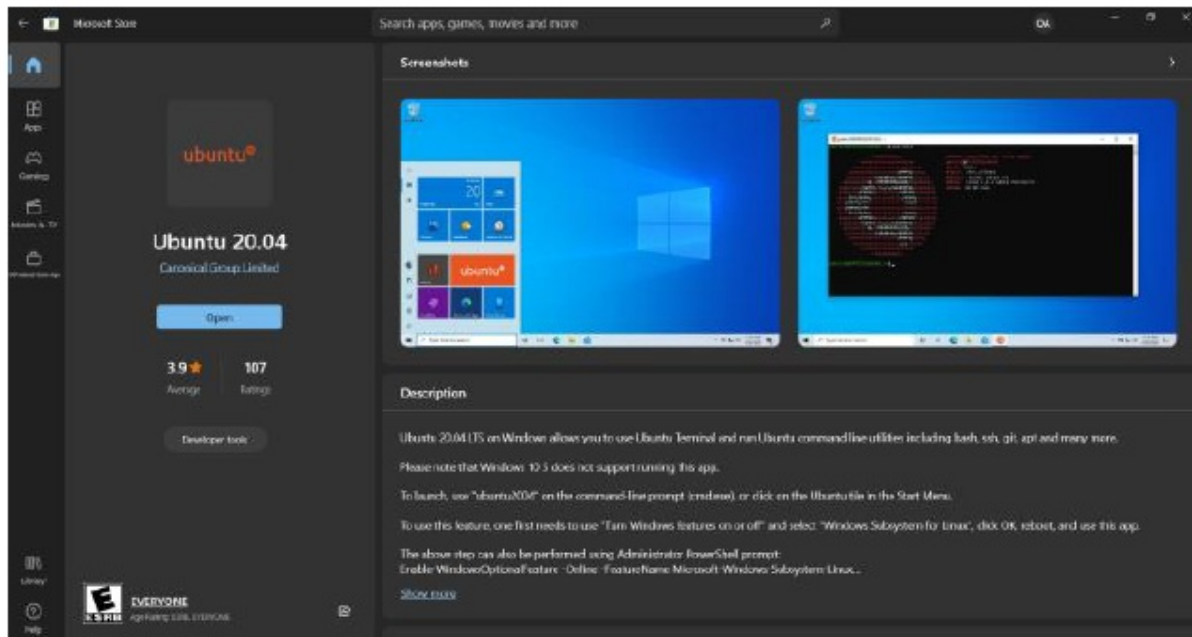 Microsoft Store
Search apps, games, movies and more
Apps
Gaming
Movies & TV
Library
Help
ubuntu
Ubuntu 20.04
Canonical Group Limited
Open
3.9
107
Average
Ratings
Developer tools
EVERYONE
Age Rating: ESRB, EVERYONE
ESRB
Screenshots
20
ubuntu
Description
Ubuntu 20.04 LTS on Windows allows you to use Ubuntu Terminal and run Ubuntu command line utilities including bash, ssh, git, apt and many more.
Please note that Windows 10 S does not support running this app.
To launch, use "ubuntu2004" on the command-line prompt (cmd.exe), or click on the Ubuntu tile in the Start Menu.
To use this feature, one first needs to use "Turn Windows features on or off" and select "Windows Subsystem for Linux", click OK, reboot, and use this app.
The above step can also be performed using Administrator PowerShell prompt:
Enable-WindowsOptionalFeature -Online -FeatureName Microsoft-Windows-Subsystem-Linux...
Show more